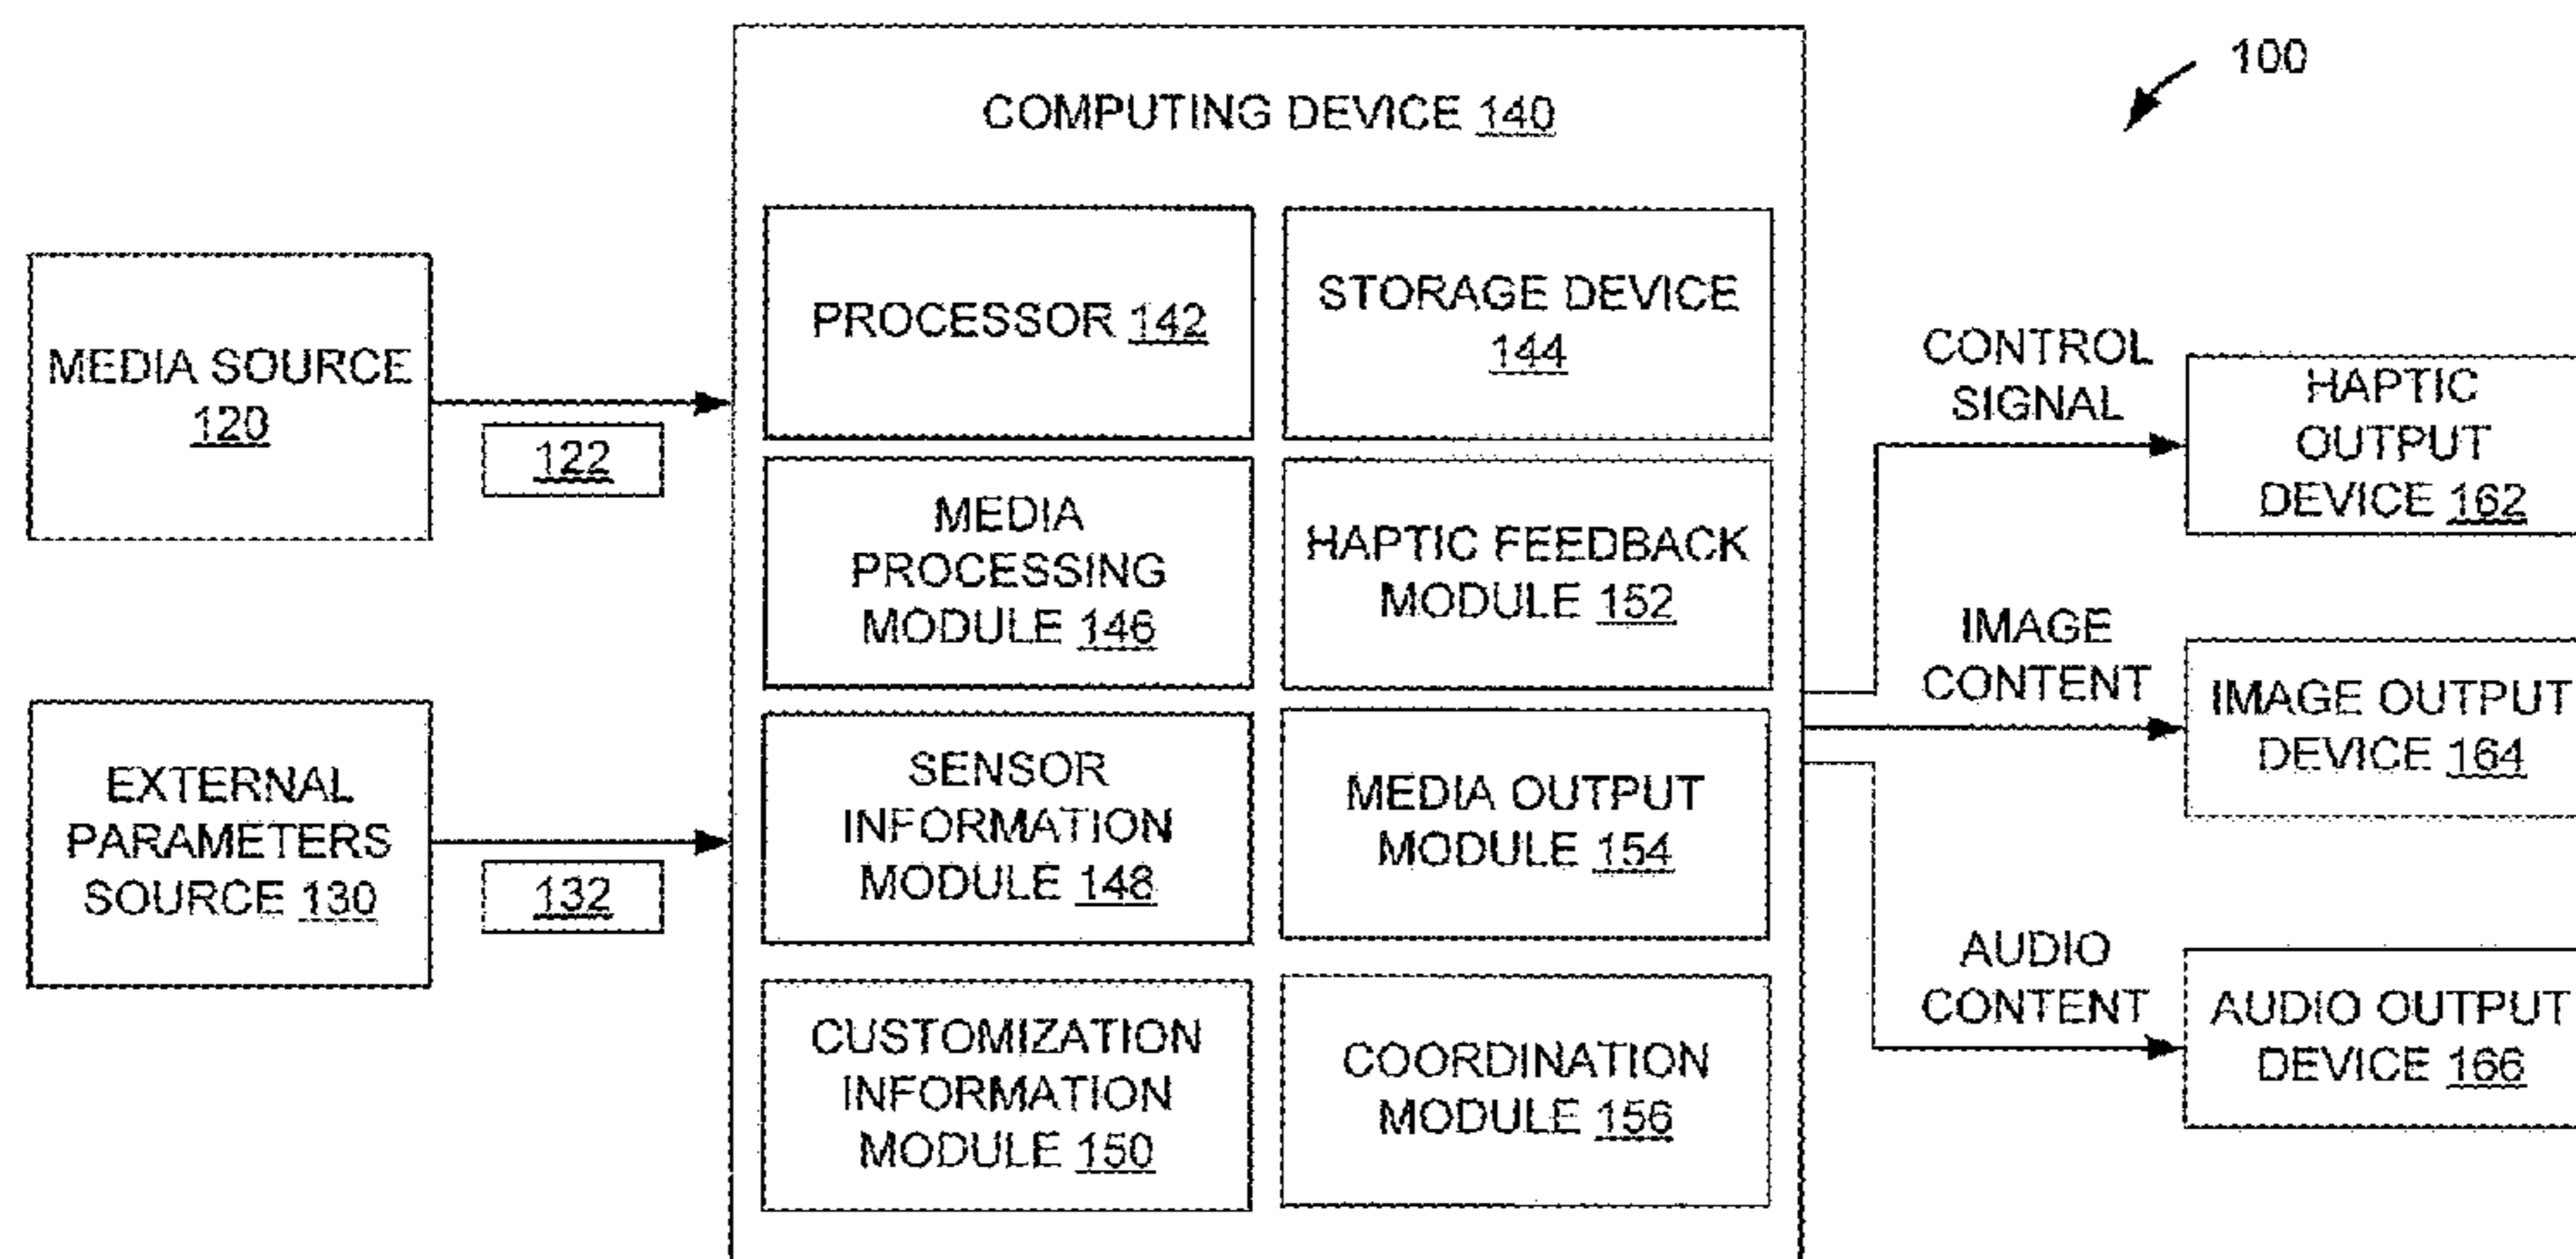 100
COMPUTING DEVICE 140
MEDIA SOURCE
120
122
EXTERNAL
PARAMETERS
SOURCE 130
132
PROCESSOR 142
STORAGE DEVICE
144
MEDIA
PROCESSING
MODULE 146
HAPTIC FEEDBACK
MODULE 152
SENSOR
INFORMATION
MODULE 148
MEDIA OUTPUT
MODULE 154
CUSTOMIZATION
INFORMATION
MODULE 150
COORDINATION
MODULE 156
CONTROL
SIGNAL
HAPTIC
OUTPUT
DEVICE 162
IMAGE
CONTENT
IMAGE OUTPUT
DEVICE 164
AUDIO
CONTENT
AUDIO OUTPUT
DEVICE 166